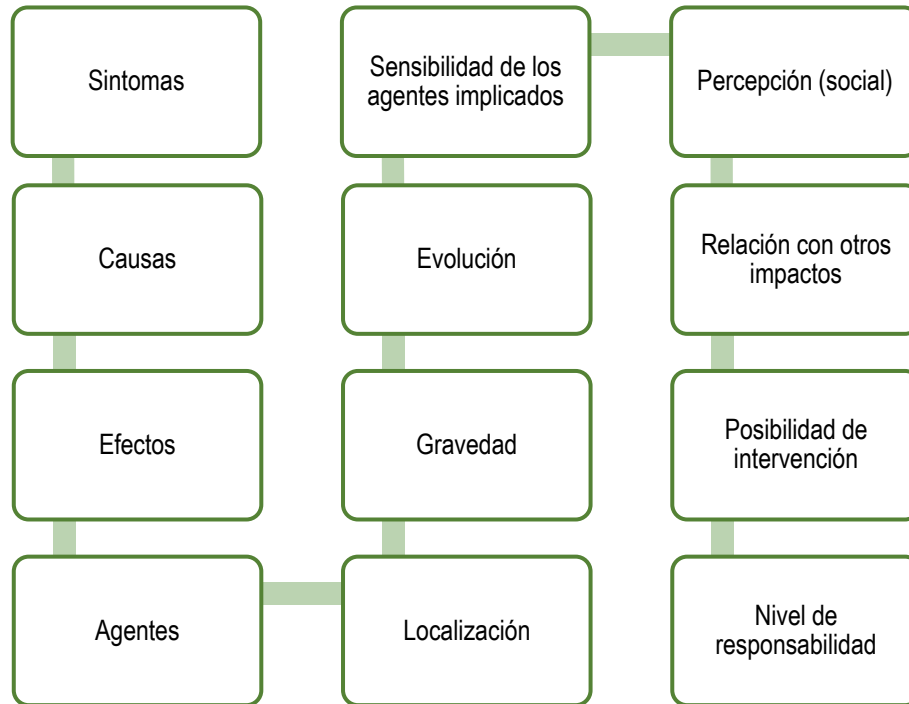 Sintomas
Causas
Efectos
Agentes
Localización
Gravedad
Evolución
Sensibilidad de los
agentes implicados
Percepción (social)
Relación con otros
impactos
Posibilidad de
intervención
Nivel de
responsabilidad